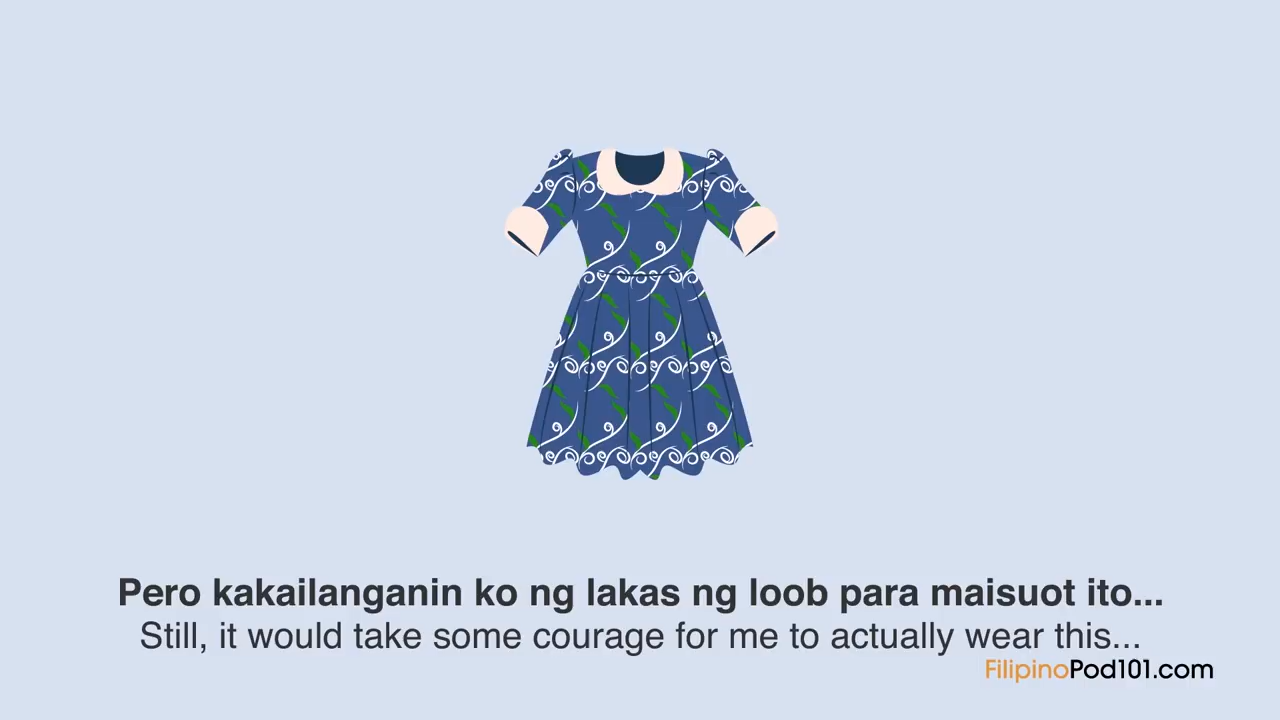 Pero kakailanganin ko ng lakas ng loob para maisuot ito...
Still, it would take some courage for me to actually wear this...
FilipinoPod101.com